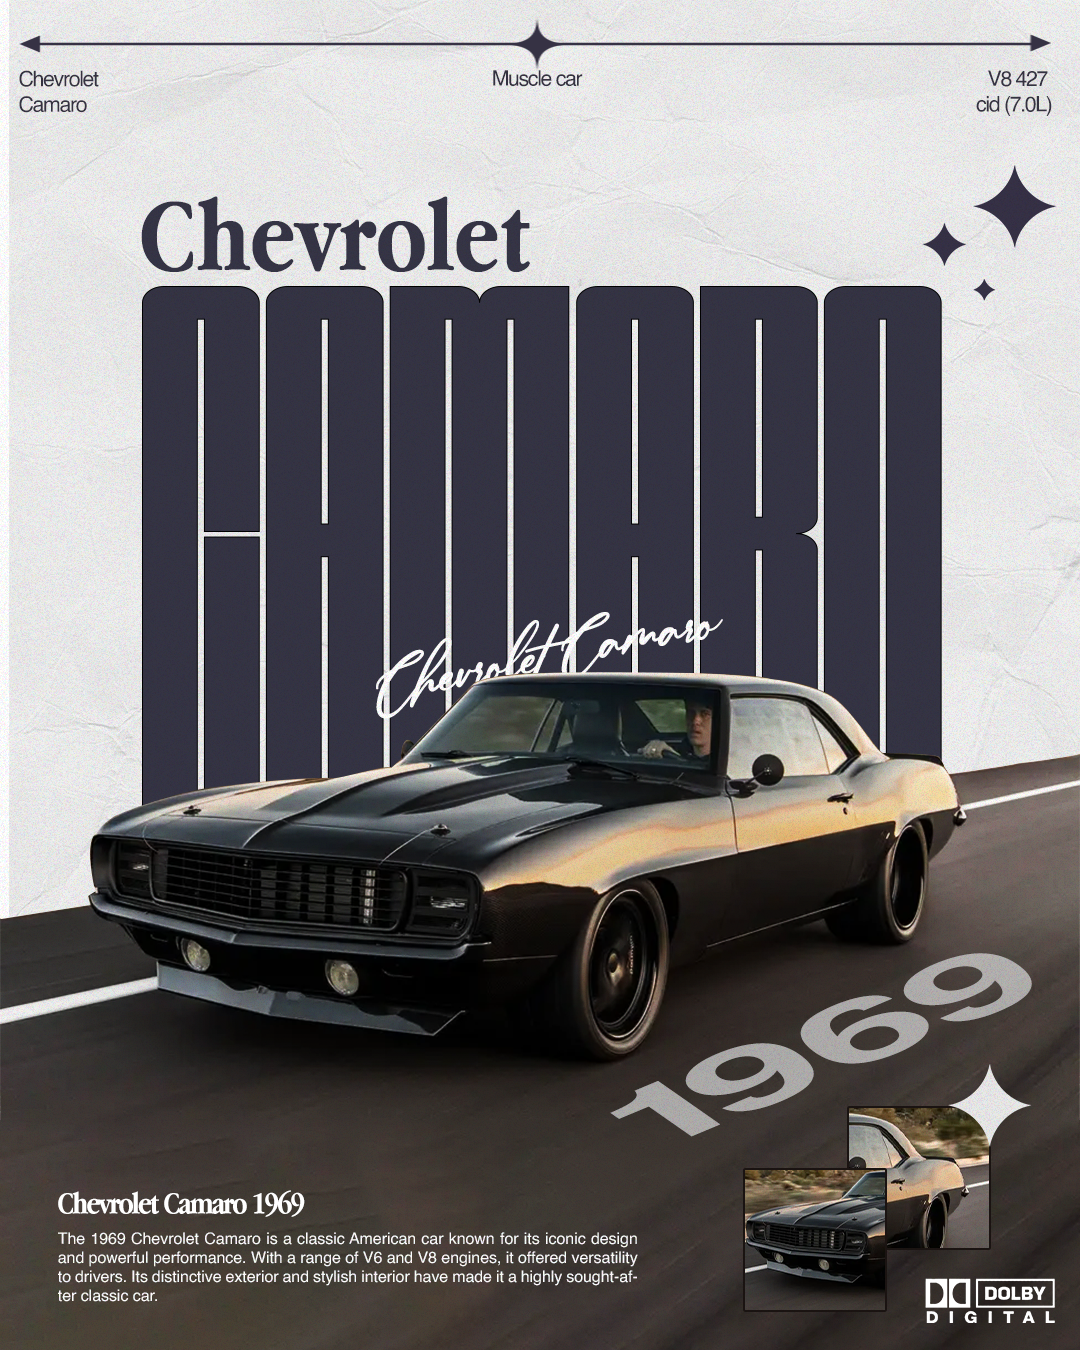 Chevrolet
Camaro
Muscle car
V8 427
cid (7.0L)
Chevrolet
CAMARO
Chevrolet Camaro
1969
Chevrolet Camaro 1969
The 1969 Chevrolet Camaro is a classic American car known for its iconic design
and powerful performance. With a range of V6 and V8 engines, it offered versatility
to drivers. Its distinctive exterior and stylish interior have made it a highly sought-af-
ter classic car.
DOLBY
DIGITAL